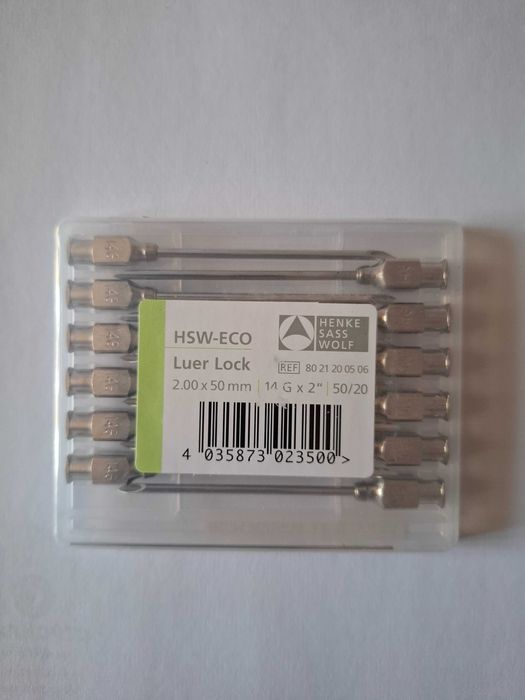 HSW-ECO
HENKE
SASS
WOLF
Luer Lock
REF 80 21 20 05 06
2.00 x 50 mm | 14 G x 2" | 50/20
4 035873 023500 >